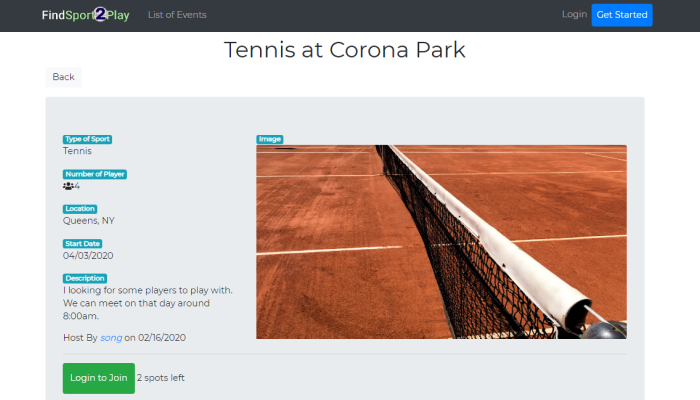 FindSport2Play
List of Events
Login
Get Started
Tennis at Corona Park
Back
Type of Sport
Tennis
Number of Player
4
Location
Queens, NY
Start Date
04/03/2020
Description
I looking for some players to play with.
We can meet on that day around
8:00am.
Host By song on 02/16/2020
Image
Login to Join
2 spots left